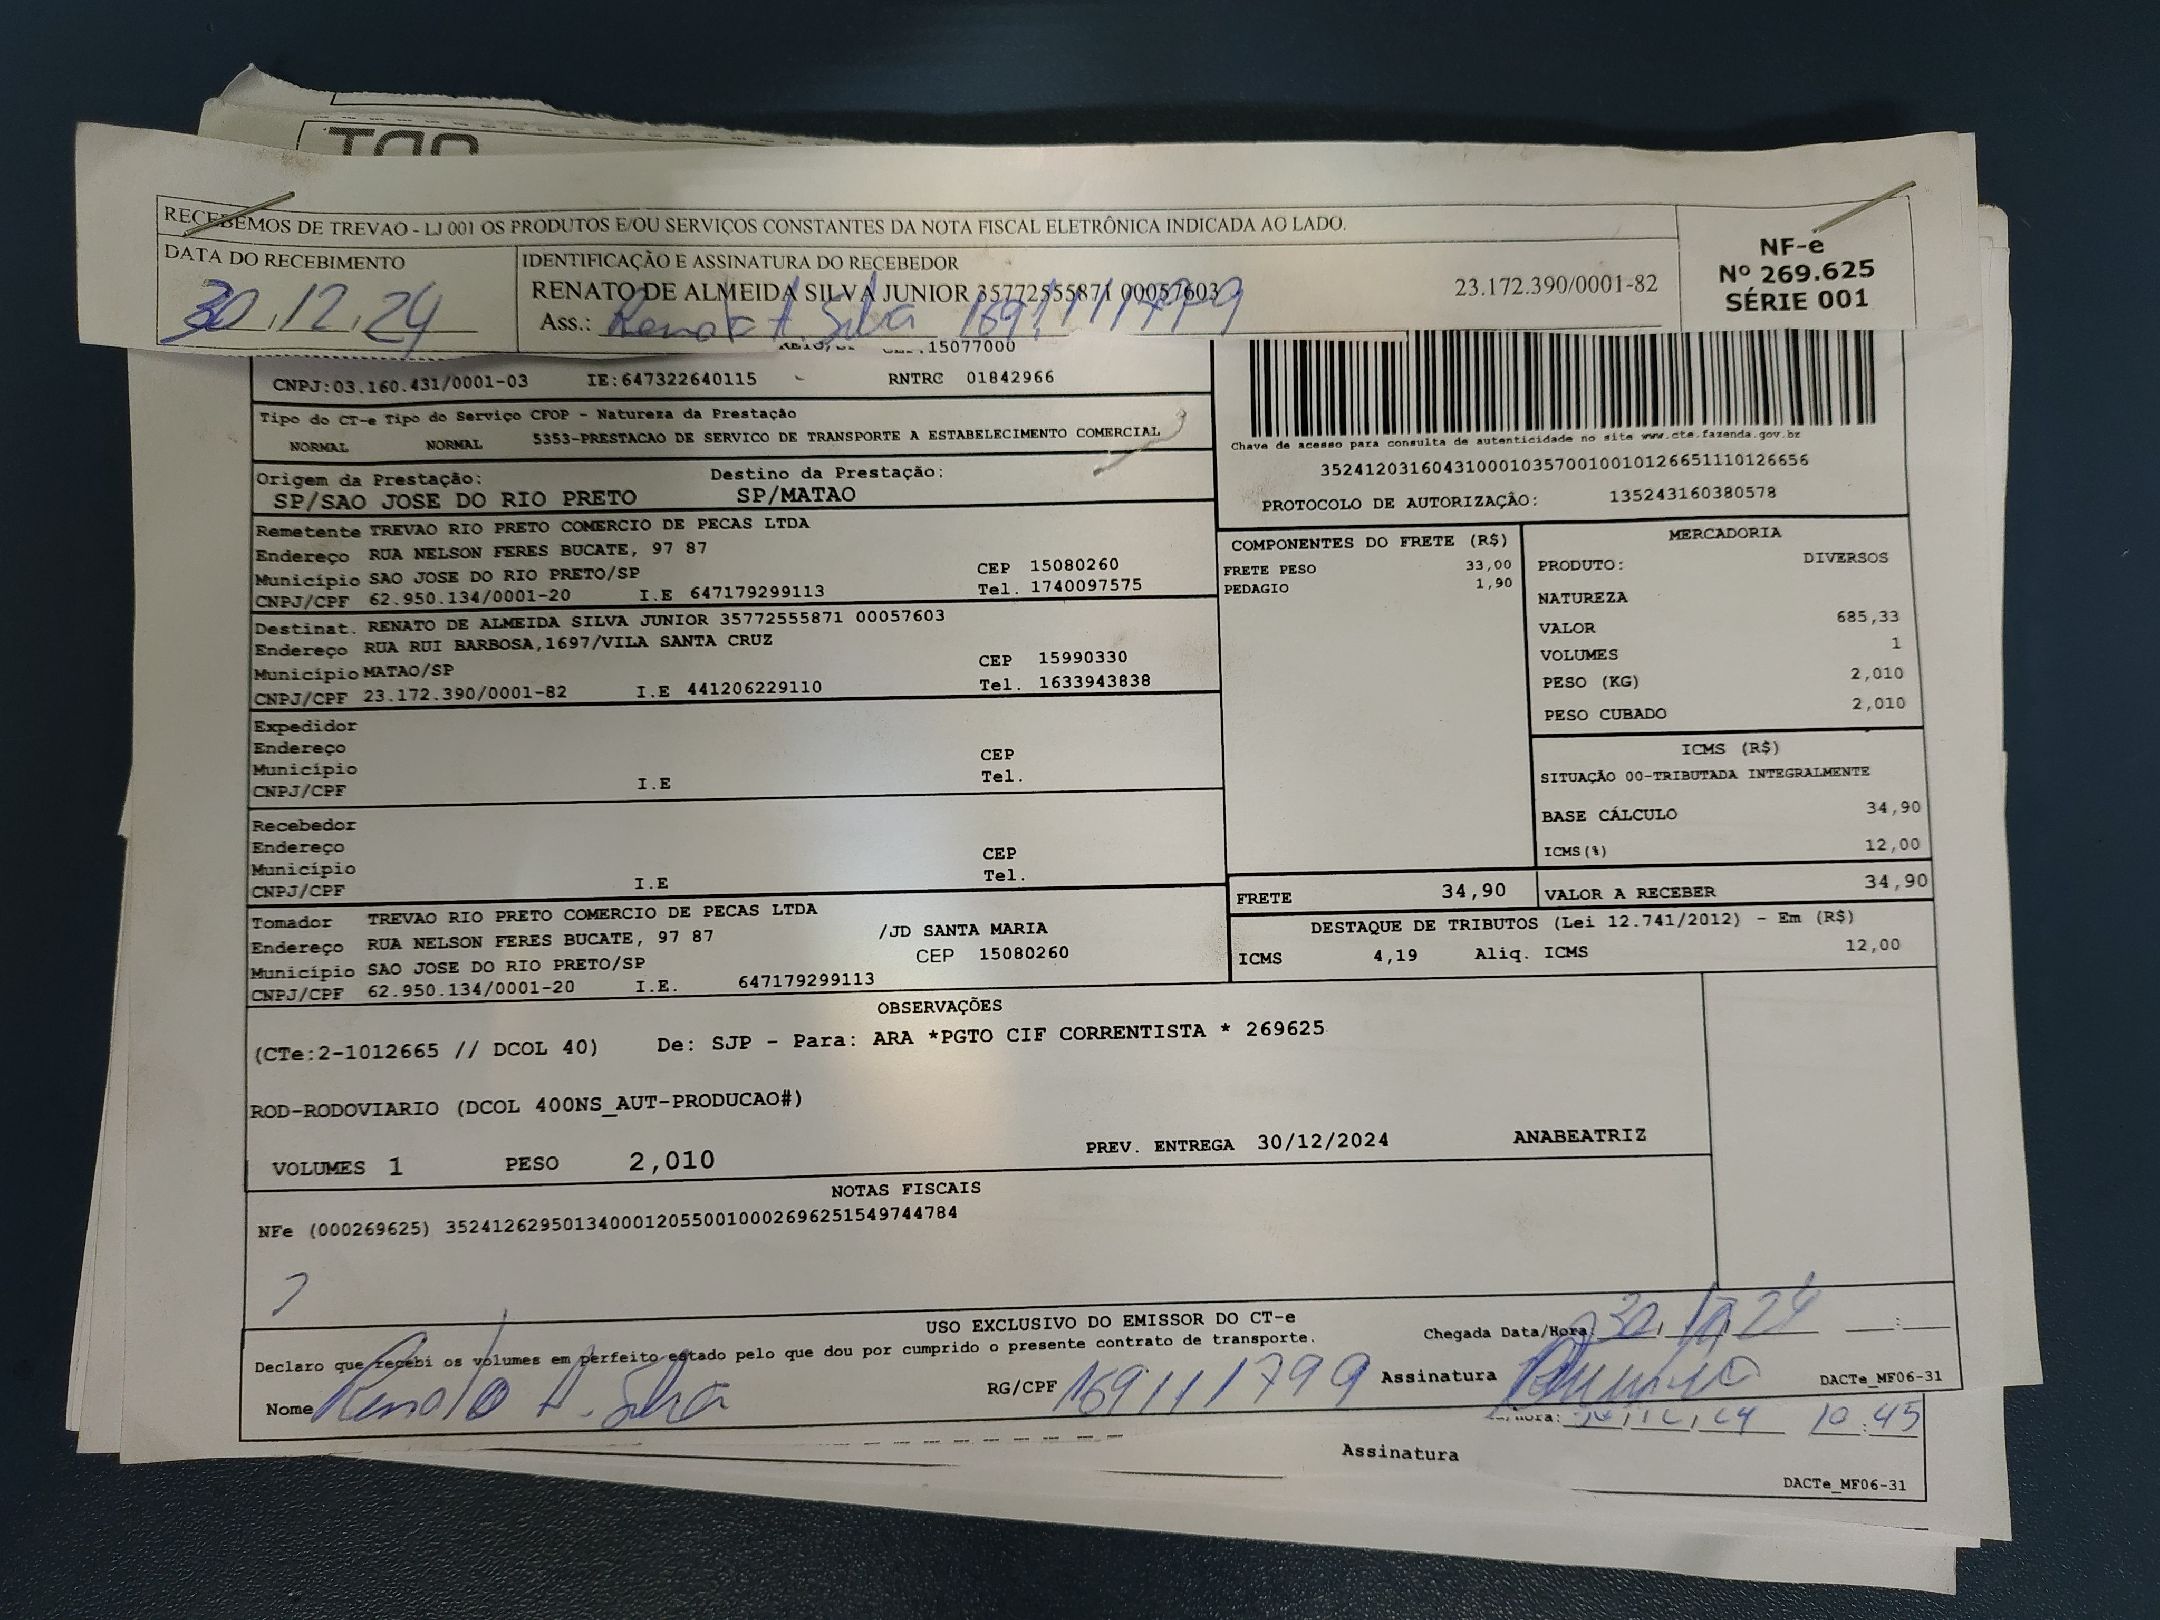 RECEBEMOS DE TREVAO - LJ 001 OS PRODUTOS E/OU SERVIÇOS CONSTANTES DA NOTA FISCAL ELETRÔNICA INDICADA AO LADO.
DATA DO RECEBIMENTO
30.12.24
IDENTIFICAÇÃO E ASSINATURA DO RECEBEDOR
RENATO DE ALMEIDA SILVA JUNIOR 35772555871 00057603
23.172.390/0001-82
Ass.: Renato A Silva 169111799
NF-e
Nº 269.625
SÉRIE 001
15077000
CNPJ:03.160.431/0001-03 IE:647322640115 - RNTRC 01842966
Tipo do CT-e Tipo do Serviço CFOP - Natureza da Prestação
NORMAL NORMAL 5353-PRESTACAO DE SERVICO DE TRANSPORTE A ESTABELECIMENTO COMERCIAL
Origem da Prestação: Destino da Prestação:
SP/SAO JOSE DO RIO PRETO SP/MATAO
Chave de acesso para consulta de autenticidade no site www.cte.fazenda.gov.br
35241203160431000103570010010126651110126656
PROTOCOLO DE AUTORIZAÇÃO: 135243160380578
Remetente TREVAO RIO PRETO COMERCIO DE PECAS LTDA
Endereço RUA NELSON FERES BUCATE, 97 87
Município SAO JOSE DO RIO PRETO/SP CEP 15080260
CNPJ/CPF 62.950.134/0001-20 I.E 647179299113 Tel. 1740097575
Destinat. RENATO DE ALMEIDA SILVA JUNIOR 35772555871 00057603
Endereço RUA RUI BARBOSA,1697/VILA SANTA CRUZ
Município MATAO/SP CEP 15990330
CNPJ/CPF 23.172.390/0001-82 I.E 441206229110 Tel. 1633943838
Expedidor
Endereço
Município CEP
CNPJ/CPF I.E Tel.
Recebedor
Endereço
Município CEP
CNPJ/CPF I.E Tel.
Tomador TREVAO RIO PRETO COMERCIO DE PECAS LTDA
Endereço RUA NELSON FERES BUCATE, 97 87 /JD SANTA MARIA
Município SAO JOSE DO RIO PRETO/SP CEP 15080260
CNPJ/CPF 62.950.134/0001-20 I.E. 647179299113
COMPONENTES DO FRETE (R$)
FRETE PESO 33,00
PEDAGIO 1,90
MERCADORIA
PRODUTO: DIVERSOS
NATUREZA
VALOR 685,33
VOLUMES 1
PESO (KG) 2,010
PESO CUBADO 2,010
ICMS (R$)
SITUAÇÃO 00-TRIBUTADA INTEGRALMENTE
BASE CÁLCULO 34,90
ICMS(%) 12,00
FRETE 34,90 VALOR A RECEBER 34,90
DESTAQUE DE TRIBUTOS (Lei 12.741/2012) - Em (R$)
ICMS 4,19 Aliq. ICMS 12,00
OBSERVAÇÕES
(CTe:2-1012665 // DCOL 40) De: SJP - Para: ARA *PGTO CIF CORRENTISTA * 269625
ROD-RODOVIARIO (DCOL 400NS_AUT-PRODUCAO#)
VOLUMES 1 PESO 2,010 PREV. ENTREGA 30/12/2024 ANABEATRIZ
NOTAS FISCAIS
NFe (000269625) 35241262950134000120550010002696251549744784
USO EXCLUSIVO DO EMISSOR DO CT-e
Declaro que recebi os volumes em perfeito estado pelo que dou por cumprido o presente contrato de transporte.
Chegada Data/Hora: 30.12.24
Nome Renato A. Silva RG/CPF 169111799 Assinatura
DACTe_MF06-31
10:45
Assinatura
DACTe_MF06-31